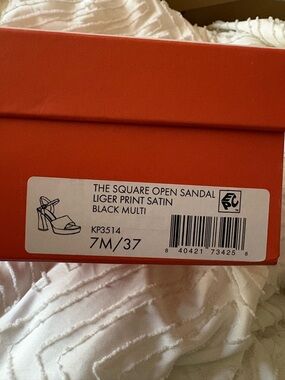 THE SQUARE OPEN SANDAL
LIGER PRINT SATIN
BLACK MULTI
KP3514
7M/37
8 40421 73425 8